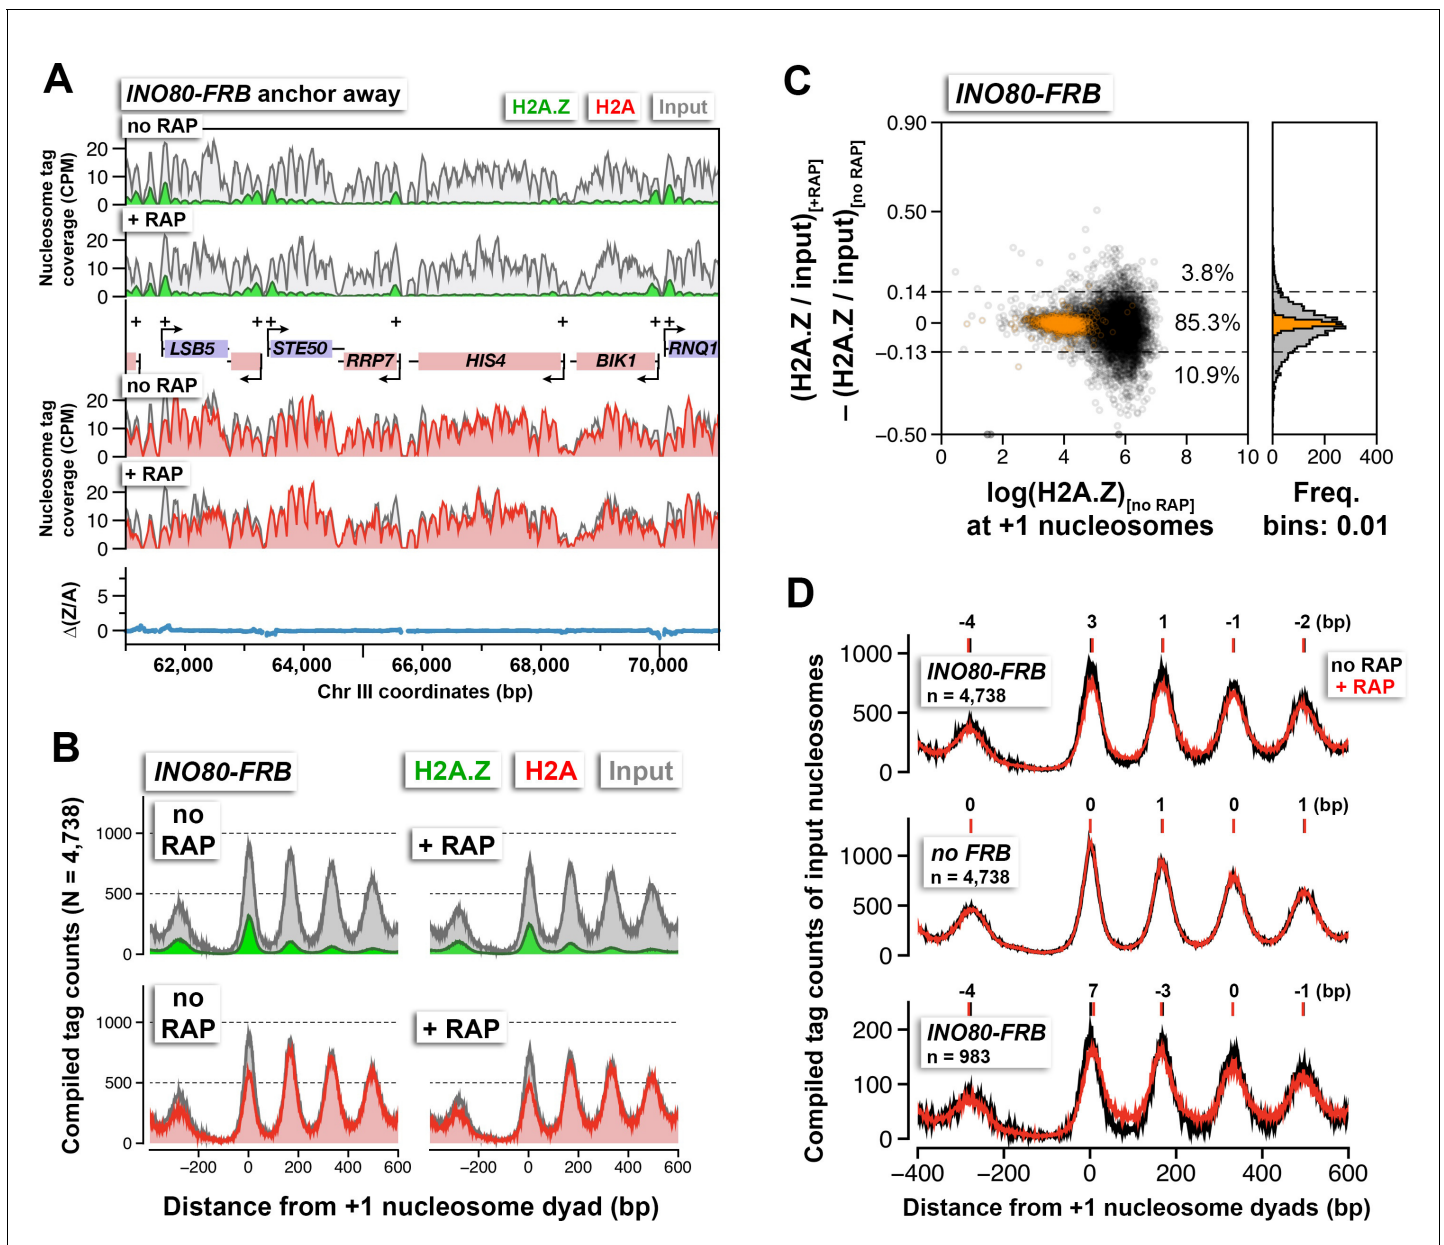 A
INO80-FRB anchor away
H2A.Z H2A Input
no RAP
Nucleosome tag
coverage (CPM)
20
10
0
+ RAP
Nucleosome tag
coverage (CPM)
20
10
0
+ + + + + + + +
LSB5 STE50 RNQ1
RRP7 HIS4 BIK1
no RAP
Nucleosome tag
coverage (CPM)
20
10
0
+ RAP
20
10
0
Δ(Z/A)
5
0
62,000 64,000 66,000 68,000 70,000
Chr III coordinates (bp)
B
INO80-FRB
H2A.Z H2A Input
Compiled tag counts (N = 4,738)
no
RAP
+ RAP
1000
500
0
no
RAP
+ RAP
1000
500
0
−200 0 200 400 600
−200 0 200 400 600
Distance from +1 nucleosome dyad (bp)
C
INO80-FRB
(H2A.Z / input)[+RAP]
− (H2A.Z / input)[no RAP]
0.90
0.50
0.14
0
−0.13
−0.50
3.8%
85.3%
10.9%
0 2 4 6 8 10
0 200 400
log(H2A.Z)[no RAP]
at +1 nucleosomes
Freq.
bins: 0.01
D
Compiled tag counts of input nucleosomes
-4 3 1 -1 -2 (bp)
1000
500
0
INO80-FRB
n = 4,738
no RAP
+ RAP
0 0 1 0 1 (bp)
1000
500
0
no FRB
n = 4,738
-4 7 -3 0 -1 (bp)
200
100
0
INO80-FRB
n = 983
−400 −200 0 200 400 600
Distance from +1 nucleosome dyads (bp)